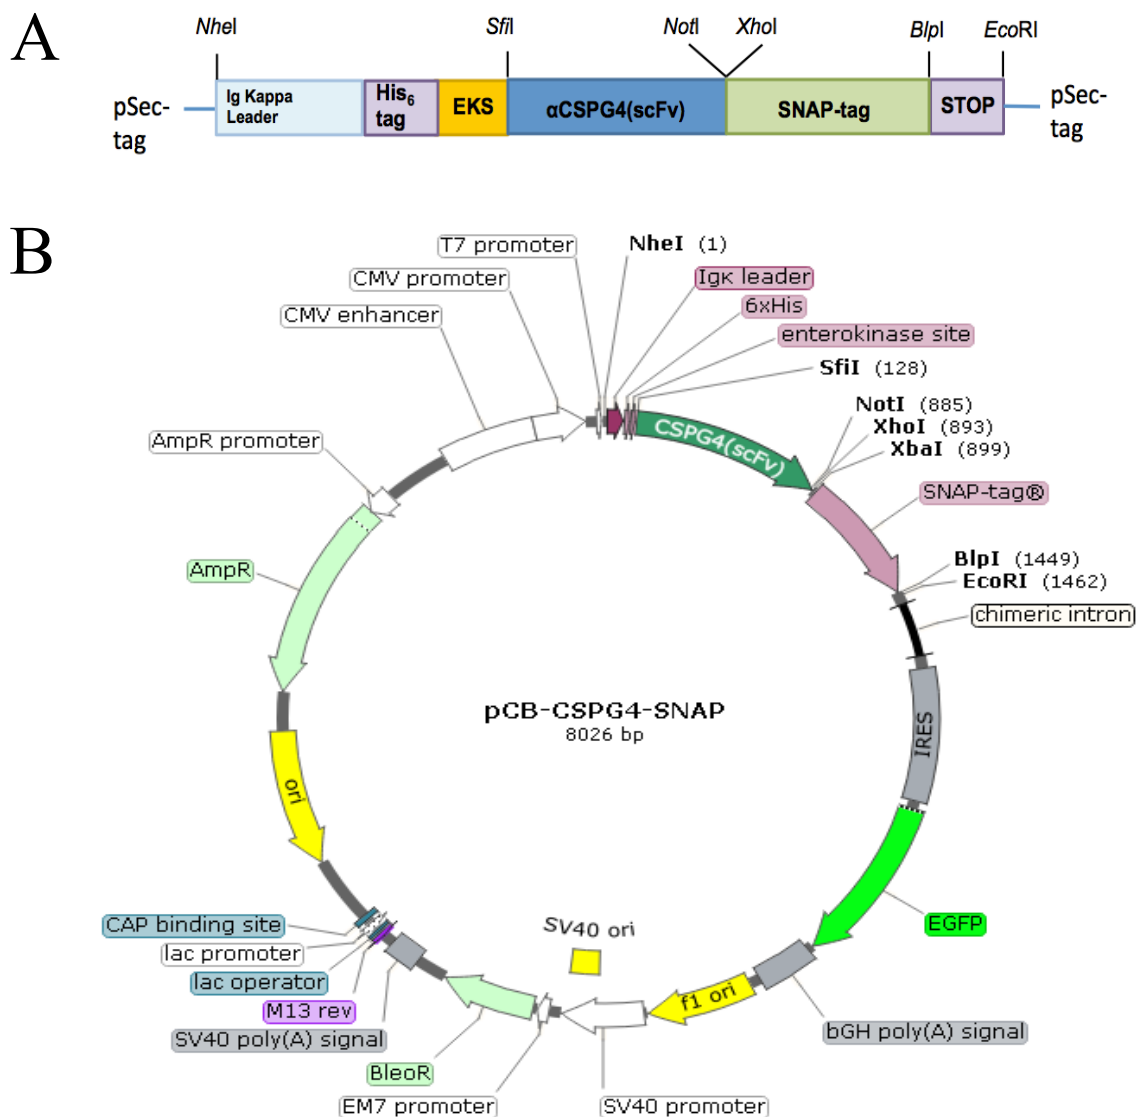 A
NheI
SfiI
NotI
XhoI
BlpI
EcoRI
pSec-
tag
Ig Kappa
Leader
His6
tag
EKS
αCSPG4(scFv)
SNAP-tag
STOP
pSec-
tag
B
T7 promoter
NheI (1)
CMV promoter
Igκ leader
6xHis
CMV enhancer
enterokinase site
SfiI (128)
NotI (885)
XhoI (893)
XbaI (899)
AmpR promoter
CSPG4(scFv)
SNAP-tag®
BlpI (1449)
EcoRI (1462)
AmpR
chimeric intron
pCB-CSPG4-SNAP
8026 bp
IRES
ori
CAP binding site
lac promoter
lac operator
M13 rev
SV40 poly(A) signal
BleoR
EM7 promoter
SV40 ori
SV40 promoter
f1 ori
bGH poly(A) signal
EGFP